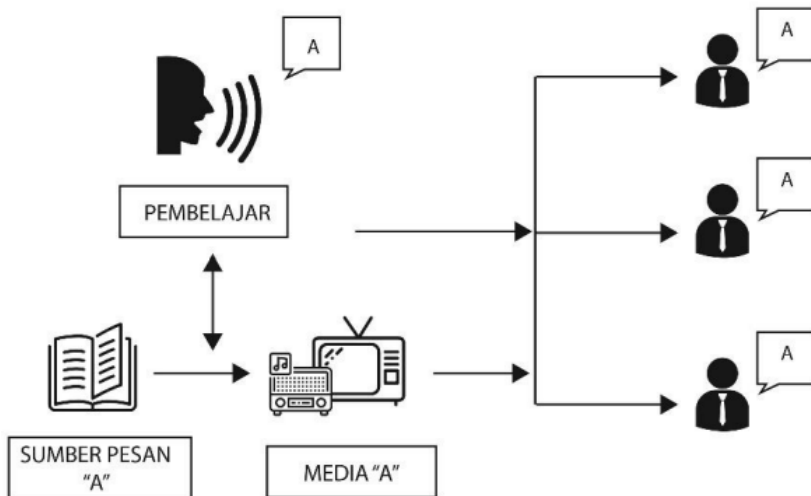 A
A
PEMBELAJAR
A
A
SUMBER PESAN
"A"
MEDIA "A"